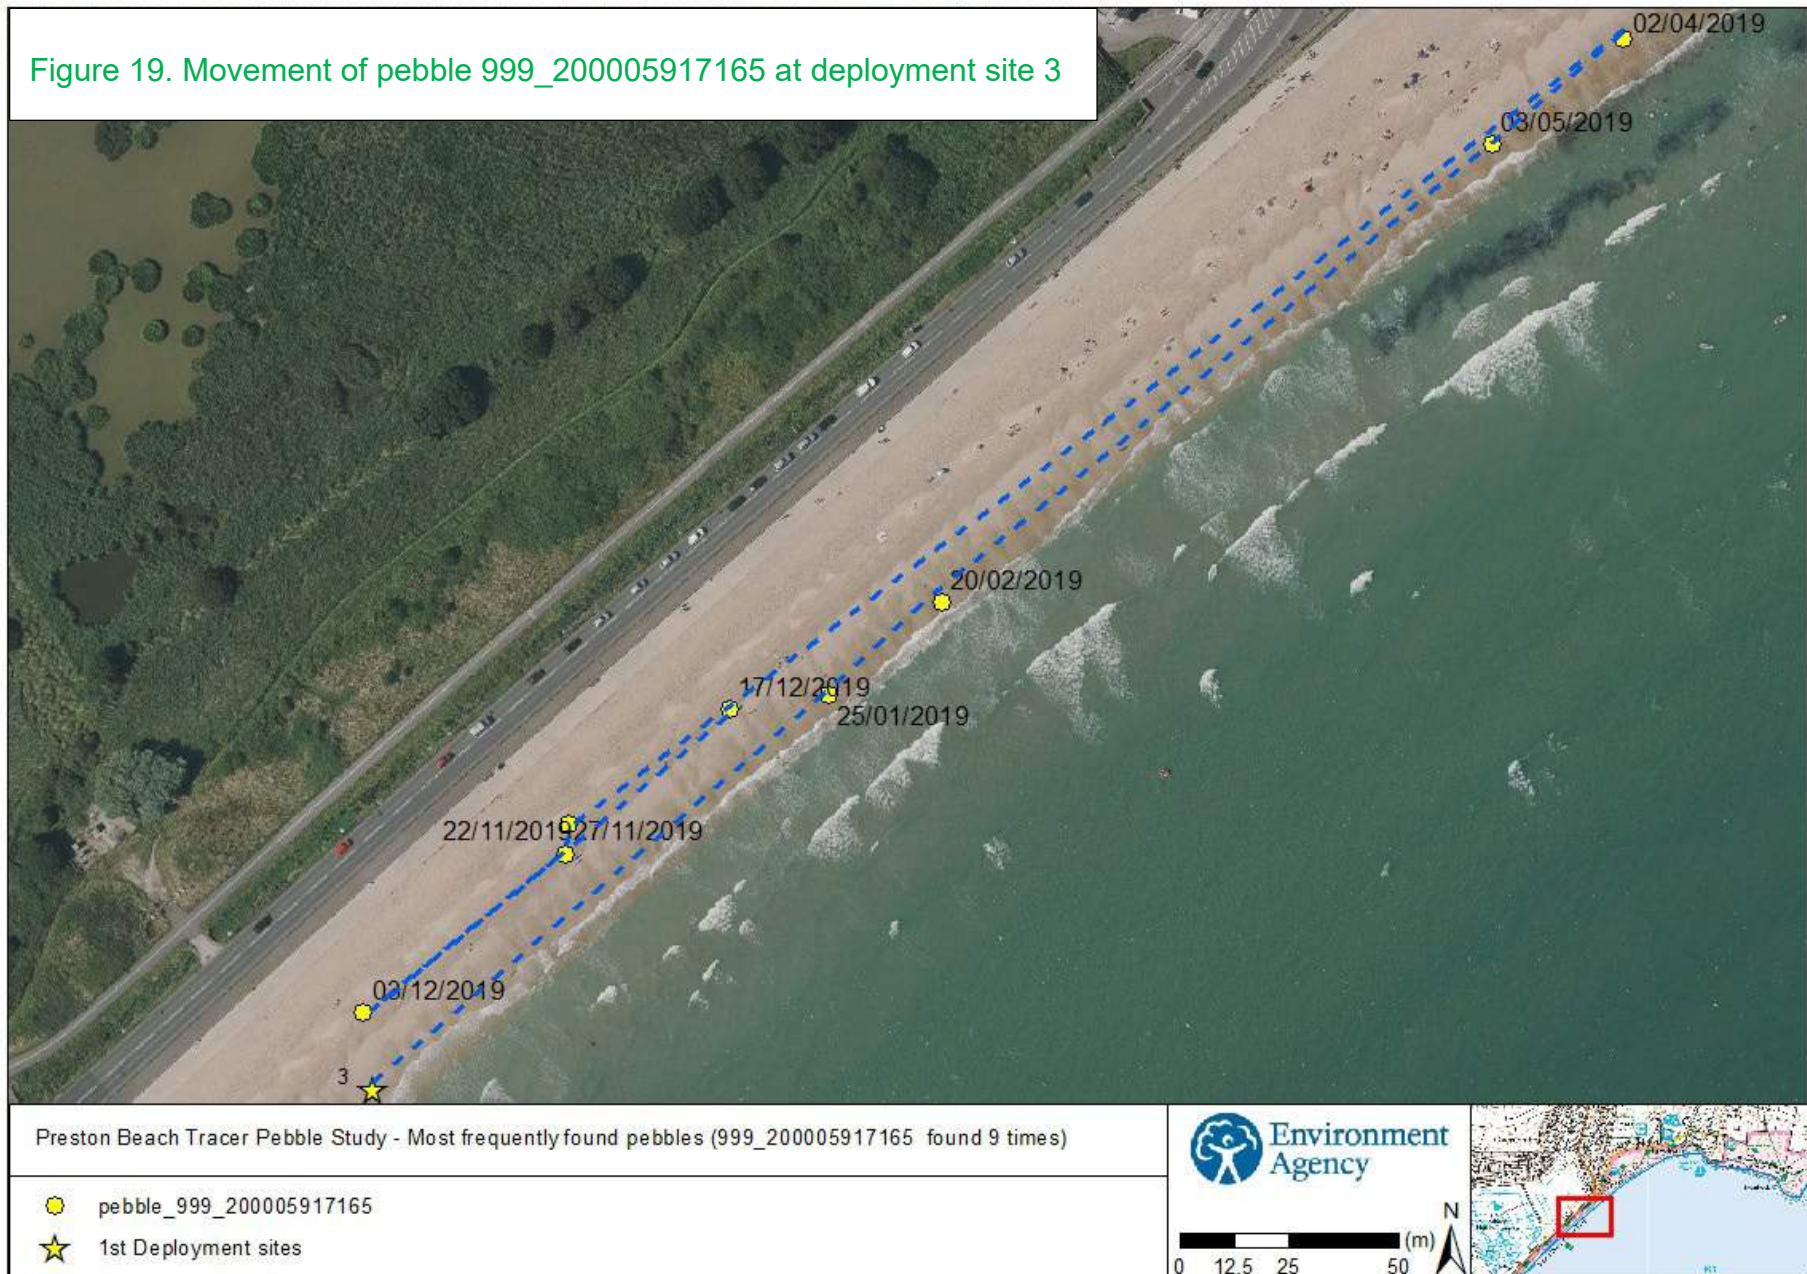 Figure 19. Movement of pebble 999_200005917165 at deployment site 3
02/04/2019
03/05/2019
20/02/2019
17/12/2019
25/01/2019
22/11/2019
27/11/2019
03/12/2019
3
Preston Beach Tracer Pebble Study - Most frequently found pebbles (999_200005917165 found 9 times)
pebble_999_200005917165
1st Deployment sites
Environment
Agency
N
(m)
0 12.5 25 50